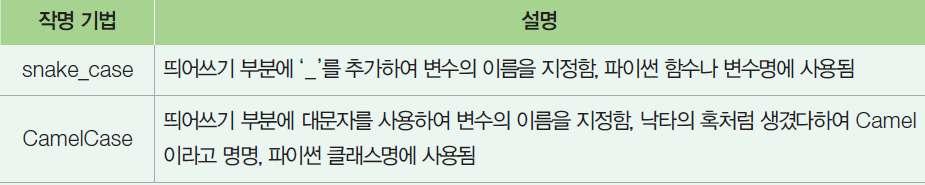 작명 기법 설명
snake_case 띄어쓰기 부분에 ‘_’를 추가하여 변수의 이름을 지정함, 파이썬 함수나 변수명에 사용됨
CamelCase 띄어쓰기 부분에 대문자를 사용하여 변수의 이름을 지정함, 낙타의 혹처럼 생겼다하여 Camel
이라고 명명, 파이썬 클래스명에 사용됨